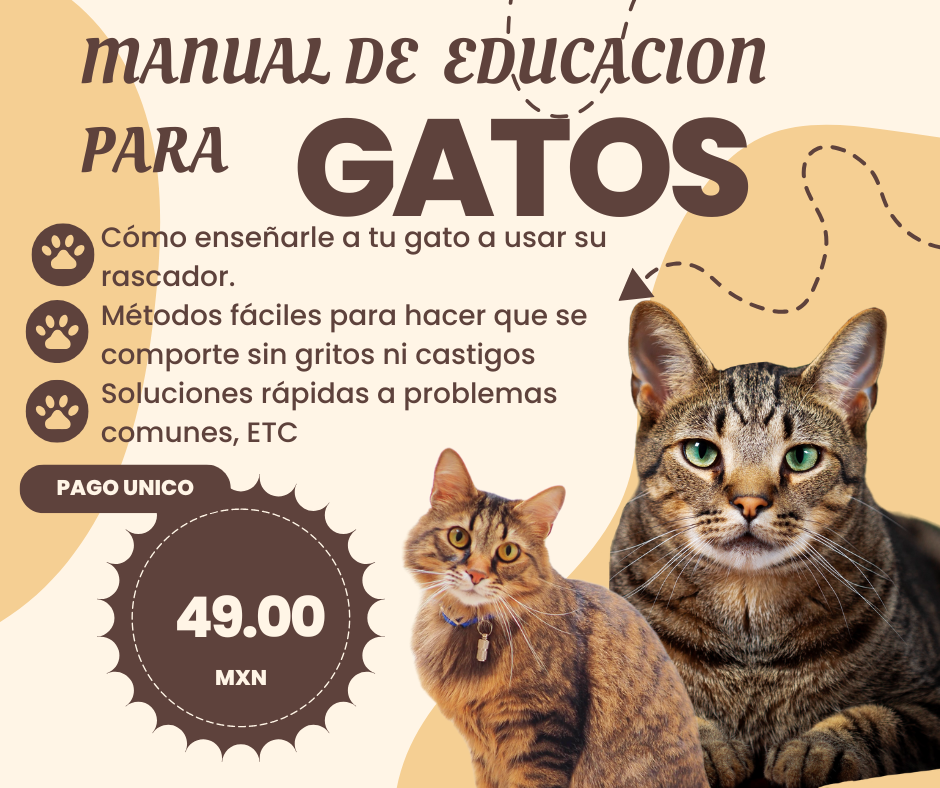 MANUAL DE EDUCACION
PARA GATOS
Cómo enseñarle a tu gato a usar su
rascador.
Métodos fáciles para hacer que se
comporte sin gritos ni castigos
Soluciones rápidas a problemas
comunes, ETC
PAGO UNICO
49.00
MXN